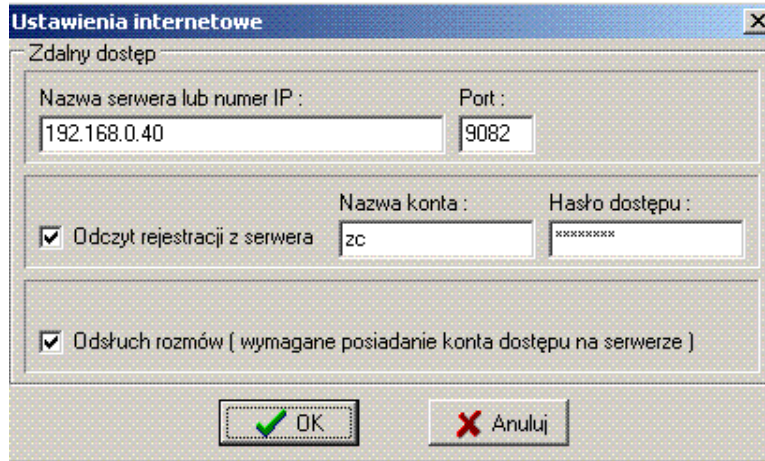 Ustawienia internetowe
Zdalny dostęp
Nazwa serwera lub numer IP : Port :
192.168.0.40 9082
Nazwa konta : Hasło dostępu :
Odczyt rejestracji z serwera zc ********
Odsłuch rozmów ( wymagane posiadanie konta dostępu na serwerze )
OK Anuluj